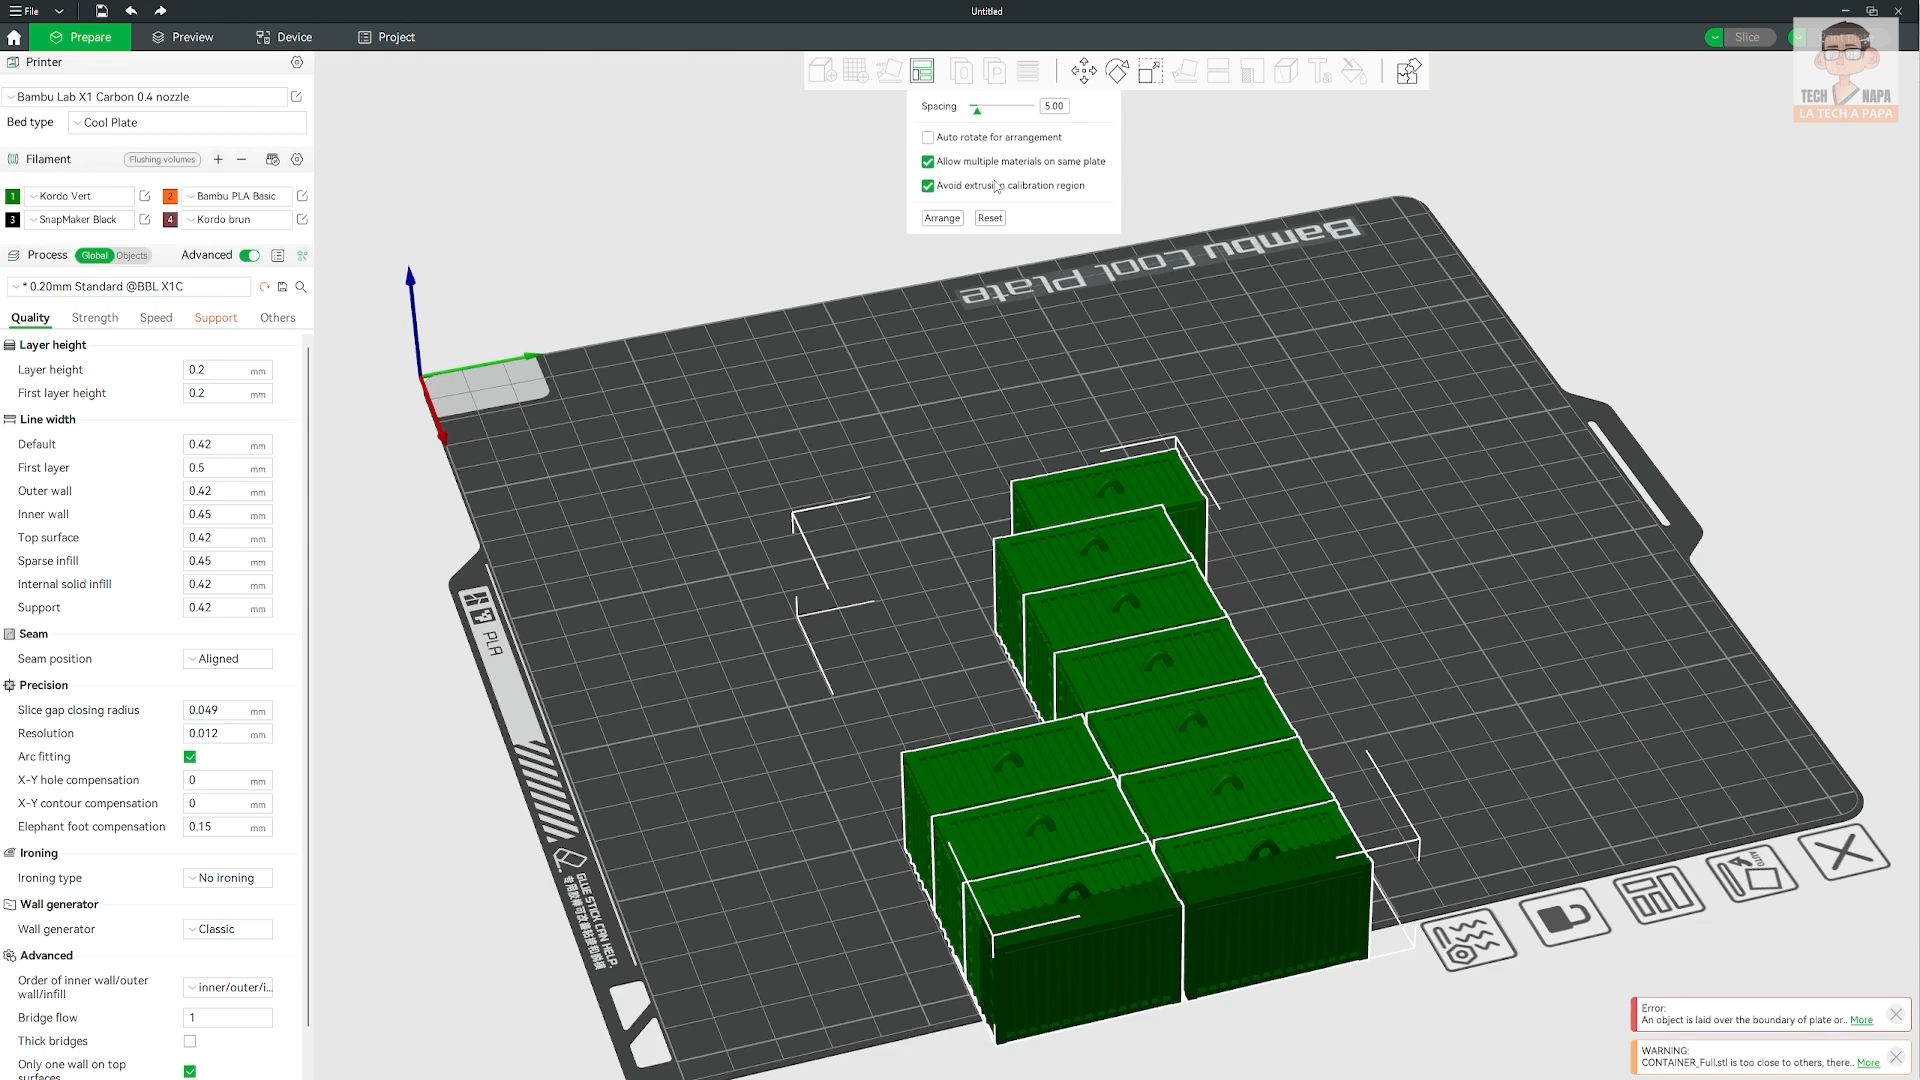 File
Untitled
Prepare
Preview
Device
Project
Slice
TECH NAPA
LA TECH A PAPA
Printer
Bambu Lab X1 Carbon 0.4 nozzle
Bed type
Cool Plate
Filament
Flushing volumes
1 Kordo Vert
2 Bambu PLA Basic
3 SnapMaker Black
4 Kordo brun
Process
Global
Objects
Advanced
* 0.20mm Standard @BBL X1C
Quality
Strength
Speed
Support
Others
Layer height
Layer height 0.2 mm
First layer height 0.2 mm
Line width
Default 0.42 mm
First layer 0.5 mm
Outer wall 0.42 mm
Inner wall 0.45 mm
Top surface 0.42 mm
Sparse infill 0.45 mm
Internal solid infill 0.42 mm
Support 0.42 mm
Seam
Seam position Aligned
Precision
Slice gap closing radius 0.049 mm
Resolution 0.012 mm
Arc fitting
X-Y hole compensation 0 mm
X-Y contour compensation 0 mm
Elephant foot compensation 0.15 mm
Ironing
Ironing type No ironing
Wall generator
Wall generator Classic
Advanced
Order of inner wall/outer
wall/infill
inner/outer/i...
Bridge flow 1
Thick bridges
Only one wall on top
surfaces
Spacing 5.00
Auto rotate for arrangement
Allow multiple materials on same plate
Avoid extrusion calibration region
Arrange
Reset
Bambu Cool Plate
PLA
GLUE STICK CAN HELP.
AUTO
Error:
An object is laid over the boundary of plate or.. More
WARNING:
CONTAINER_Full.stl is too close to others, there.. More